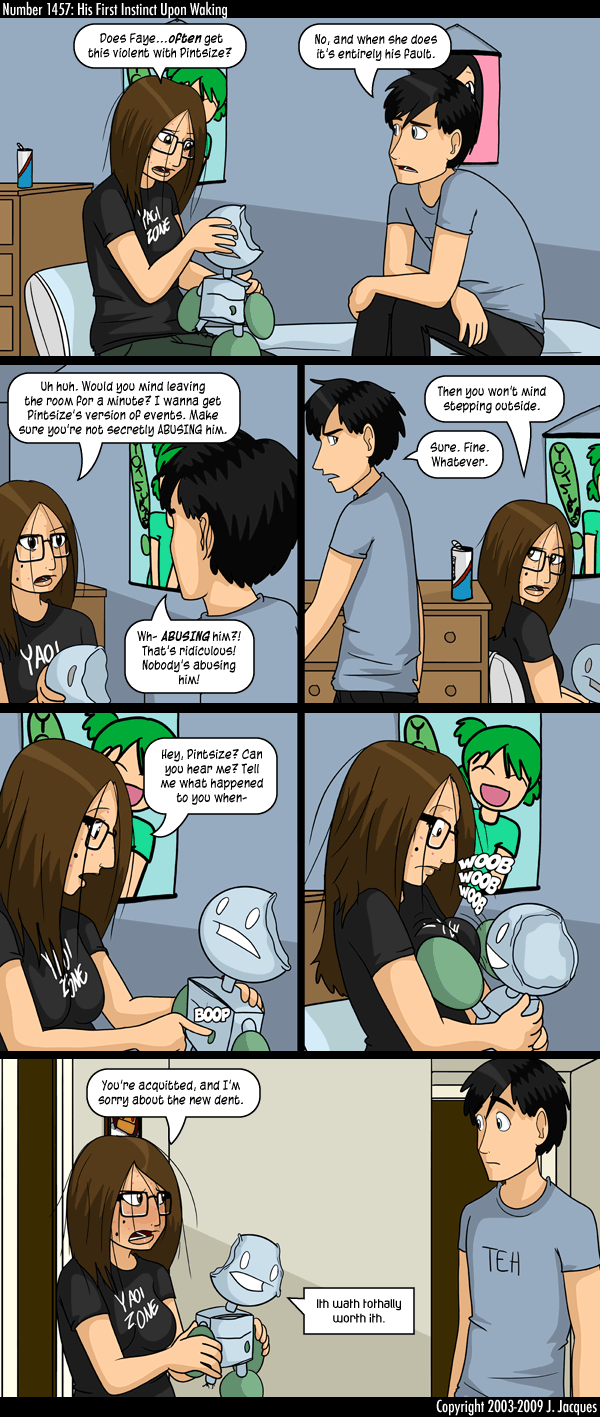 Number 1457: His First Instinct Upon Waking
Does Faye...often get
this violent with Pintsize?
No, and when she does
it's entirely his fault.
YAOI
ZONE
Uh huh. Would you mind leaving
the room for a minute? I wanna get
Pintsize's version of events. Make
sure you're not secretly ABUSING him.
YAOI
Wh- ABUSING him?!
That's ridiculous!
Nobody's abusing
him!
Then you won't mind
stepping outside.
Sure. Fine.
Whatever.
Hey, Pintsize? Can
you hear me? Tell
me what happened
to you when-
YAOI
ZONE
BOOP
WOOB
WOOB
WOOB
You're acquitted, and I'm
sorry about the new dent.
YAOI
ZONE
TEH
Ith wath tothally
worth ith.
Copyright 2003-2009 J. Jacques